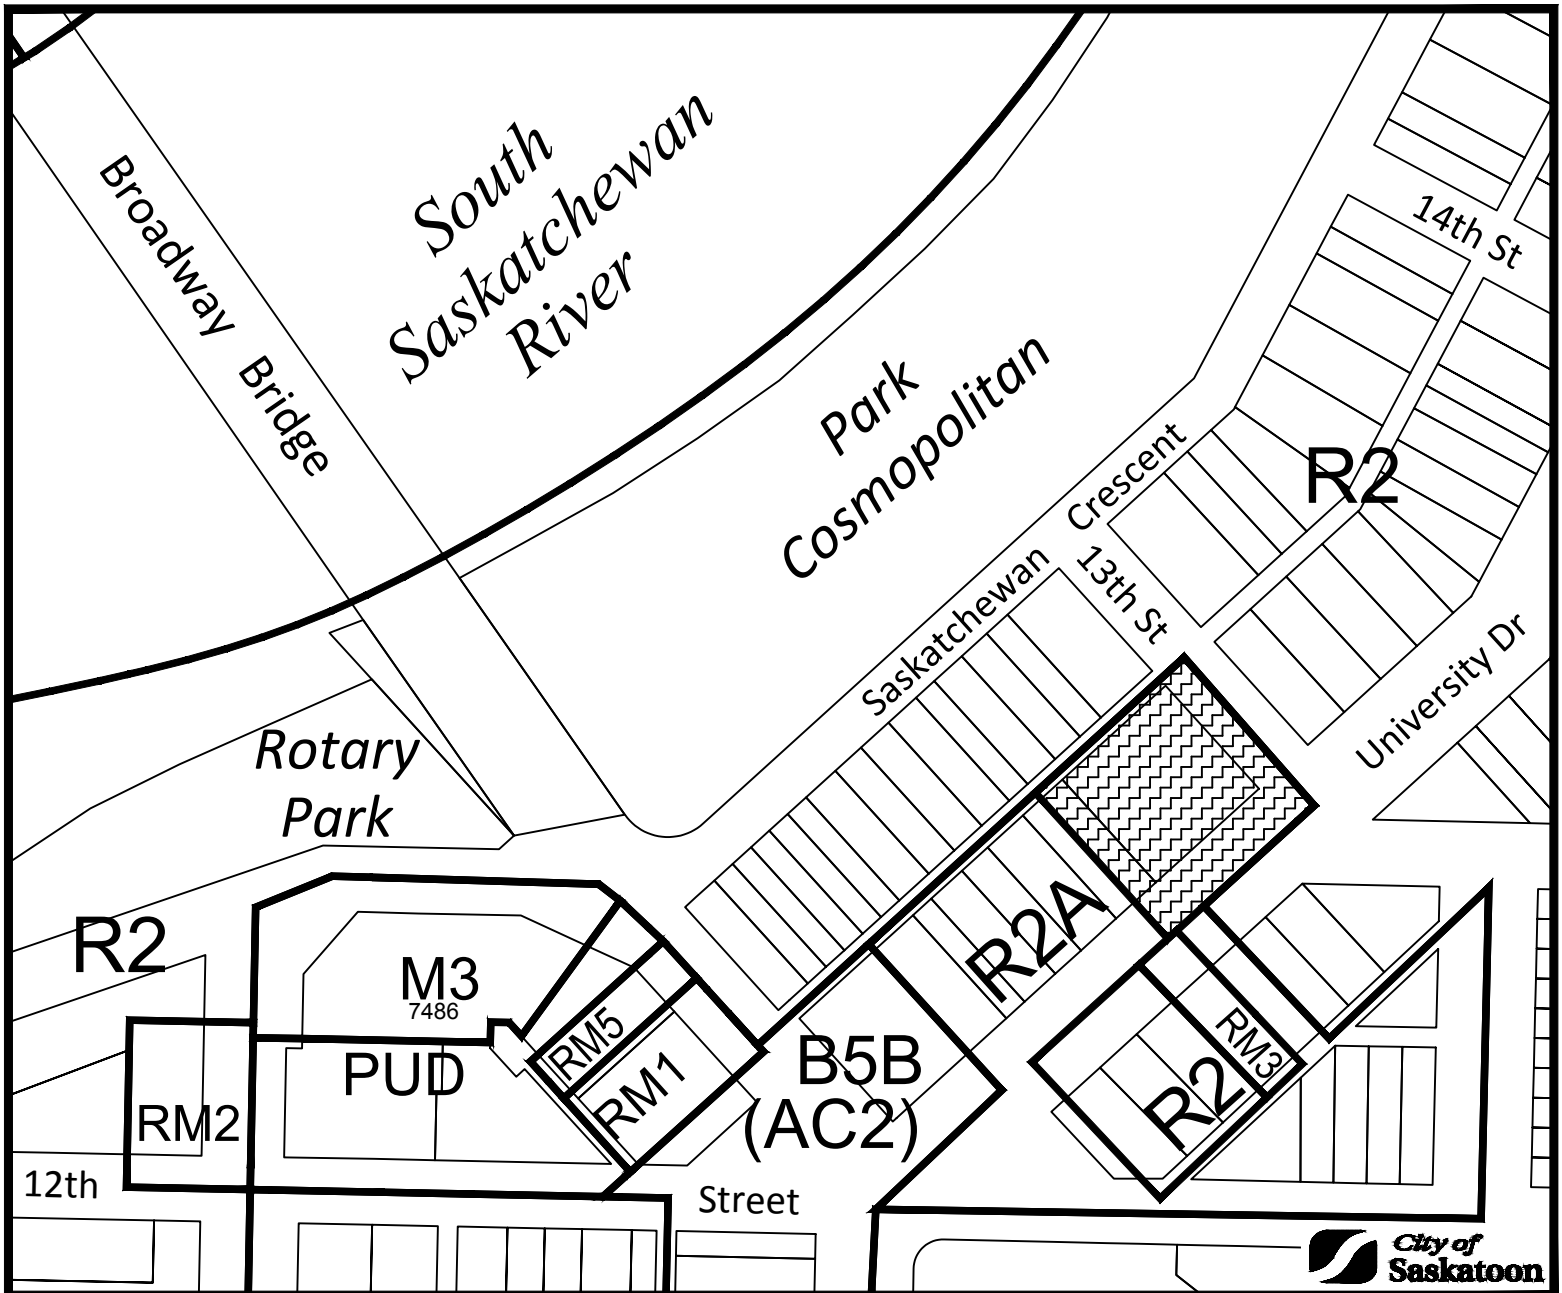 South
Saskatchewan
River
Broadway Bridge
14th St
Park
Cosmopolitan
Saskatchewan Crescent
R2
13th St
University Dr
Rotary
Park
R2
R2A
M3
7486
PUD
RM5
RM1
B5B
(AC2)
RM3
R2
RM2
12th Street
City of
Saskatoon